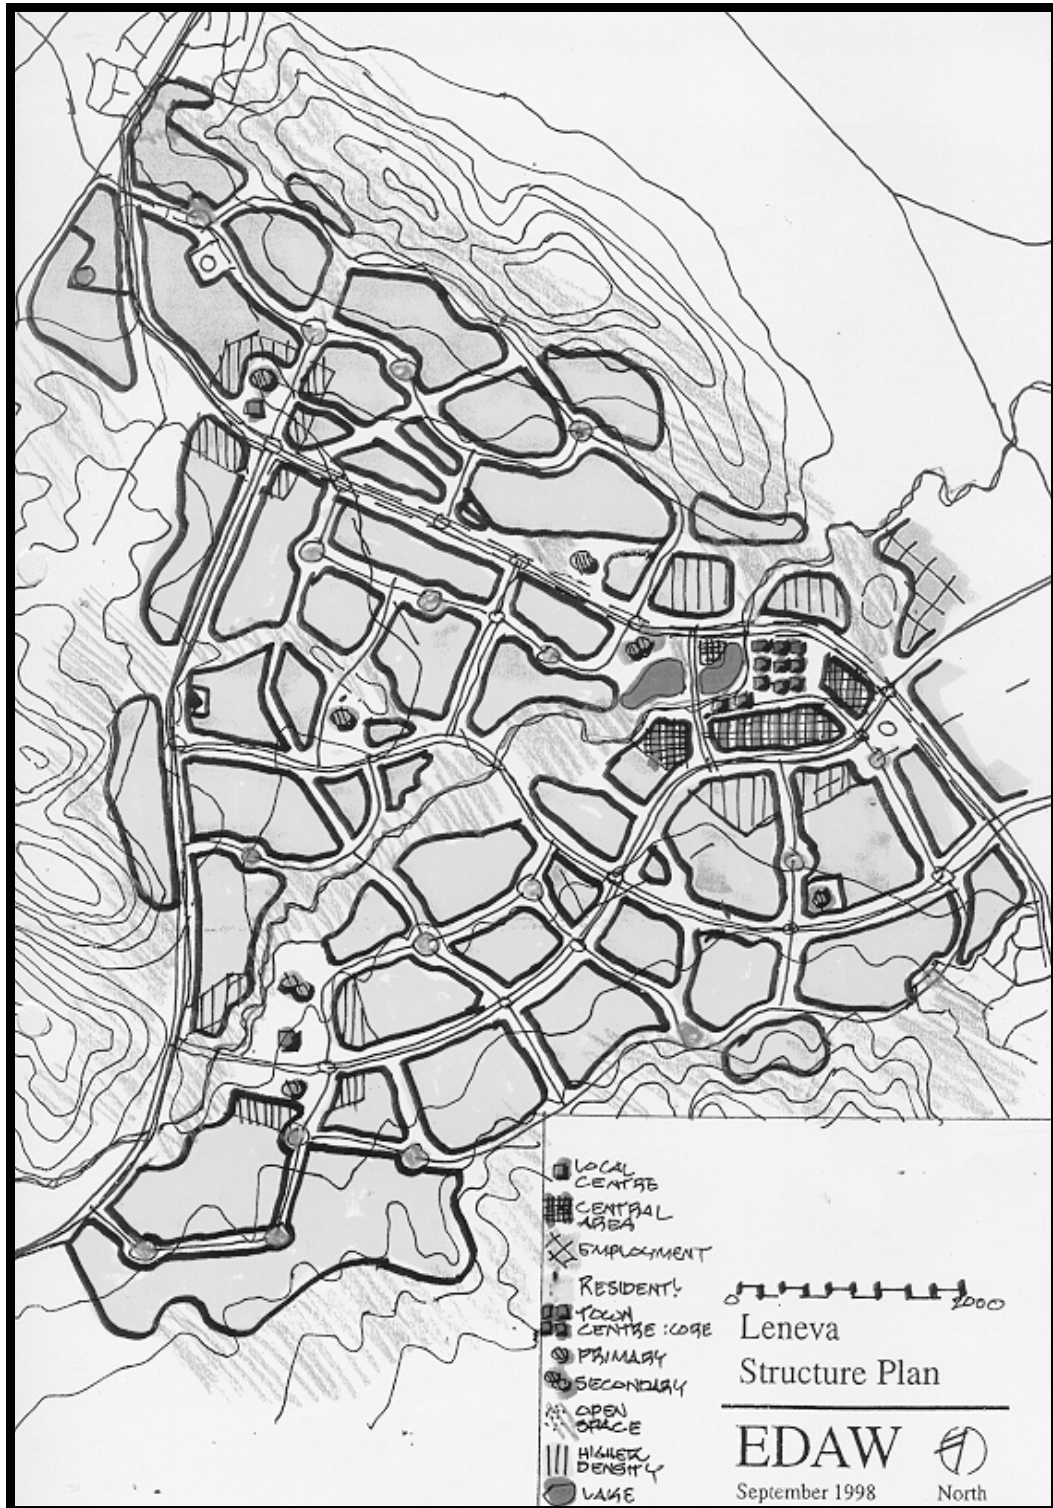 LOCAL
CENTRE
CENTRAL
AREA
EMPLOYMENT
RESIDENT!
TOWN
CENTRE : CORE
PRIMARY
SECONDARY
OPEN
SPACE
HIGHER
DENSITY
LAKE
0 2000
Leneva
Structure Plan
EDAW
September 1998 North